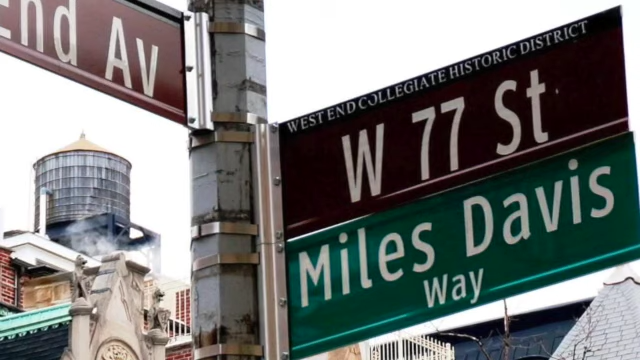 End Av
WEST END COLLEGIATE HISTORIC DISTRICT
W 77 St
Miles Davis
Way